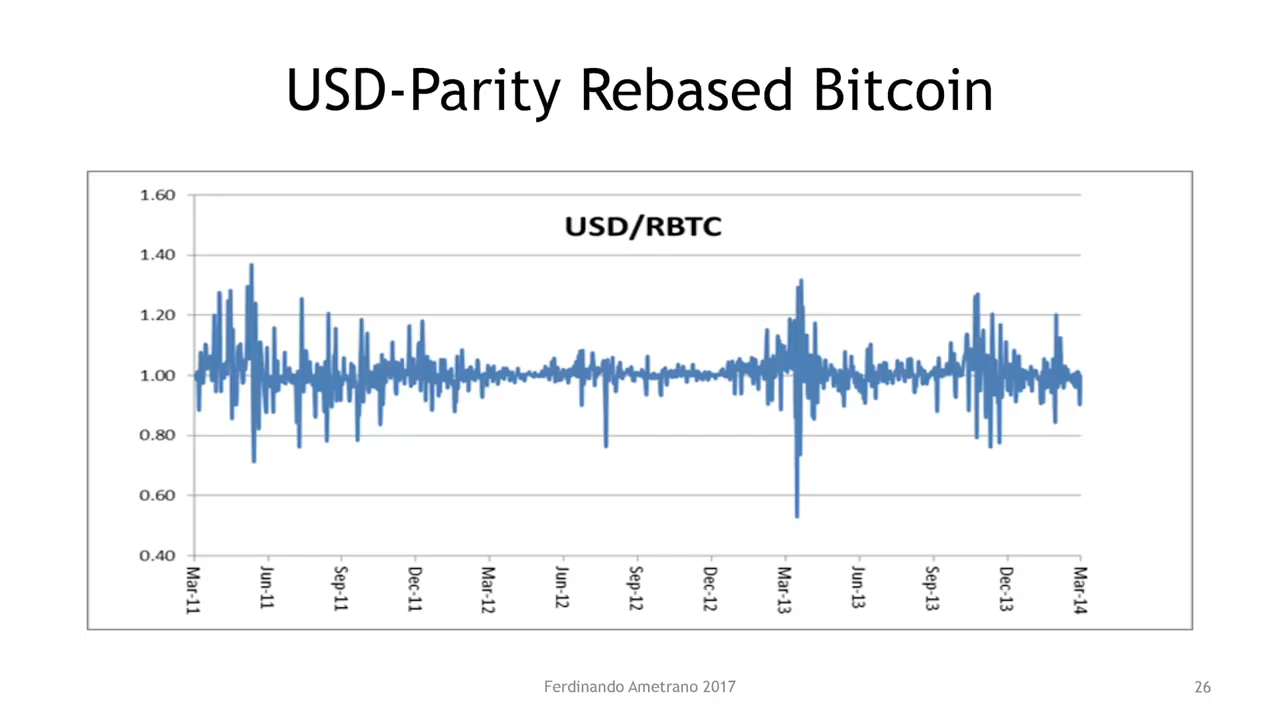 USD-Parity Rebased Bitcoin
USD/RBTC
1.60
1.40
1.20
1.00
0.80
0.60
0.40
Mar-11
Jun-11
Sep-11
Dec-11
Mar-12
Jun-12
Sep-12
Dec-12
Mar-13
Jun-13
Sep-13
Dec-13
Mar-14
Ferdinando Ametrano 2017
26